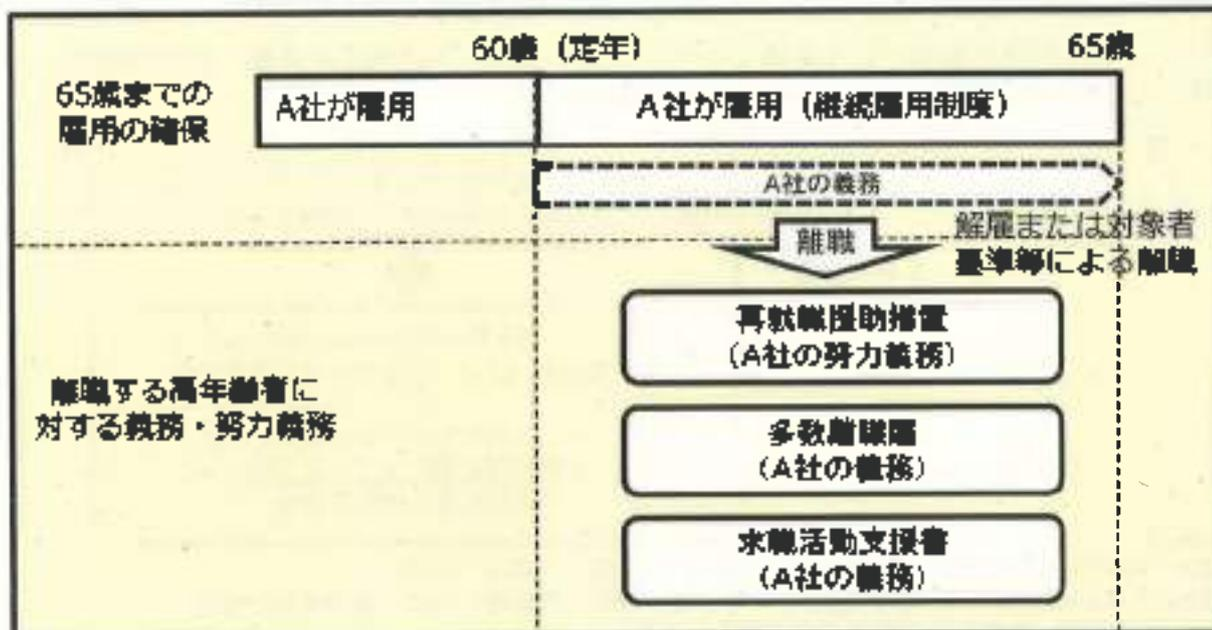 60歳（定年）
65歳
65歳までの
雇用の確保
A社が雇用
A社が雇用（継続雇用制度）
A社の義務
離職
解雇または対象者
基準等による離職
再就職援助措置
(A社の努力義務)
離職する高年齢者に
対する義務・努力義務
多数離職届
(A社の義務)
求職活動支援書
(A社の義務)